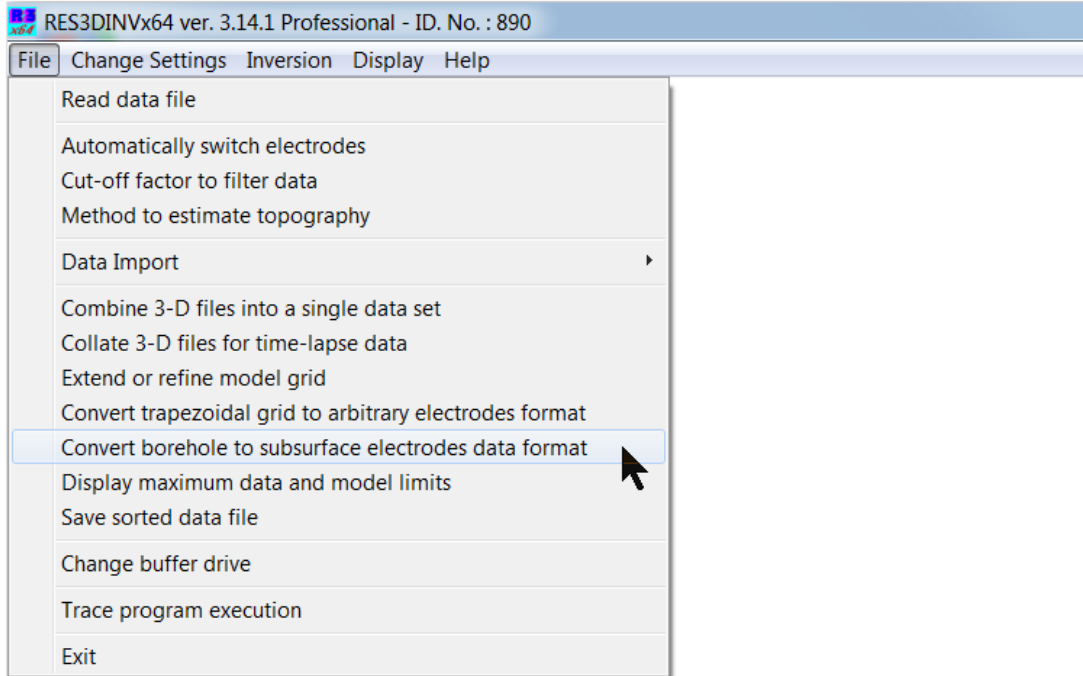 R3
x64
RES3DINVx64 ver. 3.14.1 Professional - ID. No. : 890
File Change Settings Inversion Display Help
Read data file
Automatically switch electrodes
Cut-off factor to filter data
Method to estimate topography
Data Import
Combine 3-D files into a single data set
Collate 3-D files for time-lapse data
Extend or refine model grid
Convert trapezoidal grid to arbitrary electrodes format
Convert borehole to subsurface electrodes data format
Display maximum data and model limits
Save sorted data file
Change buffer drive
Trace program execution
Exit